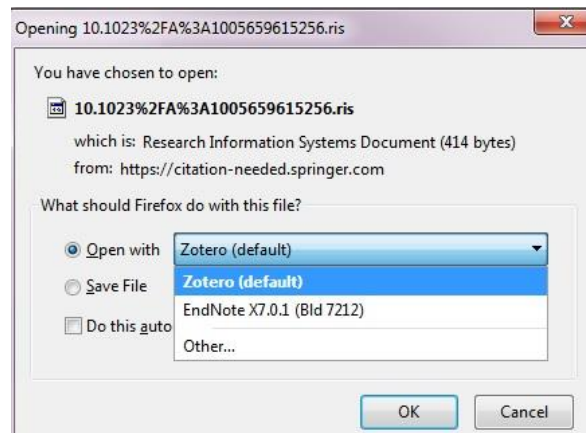 Opening 10.1023%2FA%3A1005659615256.ris
x
You have chosen to open:
10.1023%2FA%3A1005659615256.ris
which is: Research Information Systems Document (414 bytes)
from: https://citation-needed.springer.com
What should Firefox do with this file?
Open with Zotero (default)
Zotero (default)
Save File
EndNote X7.0.1 (Bld 7212)
Do this auto
Other...
OK Cancel